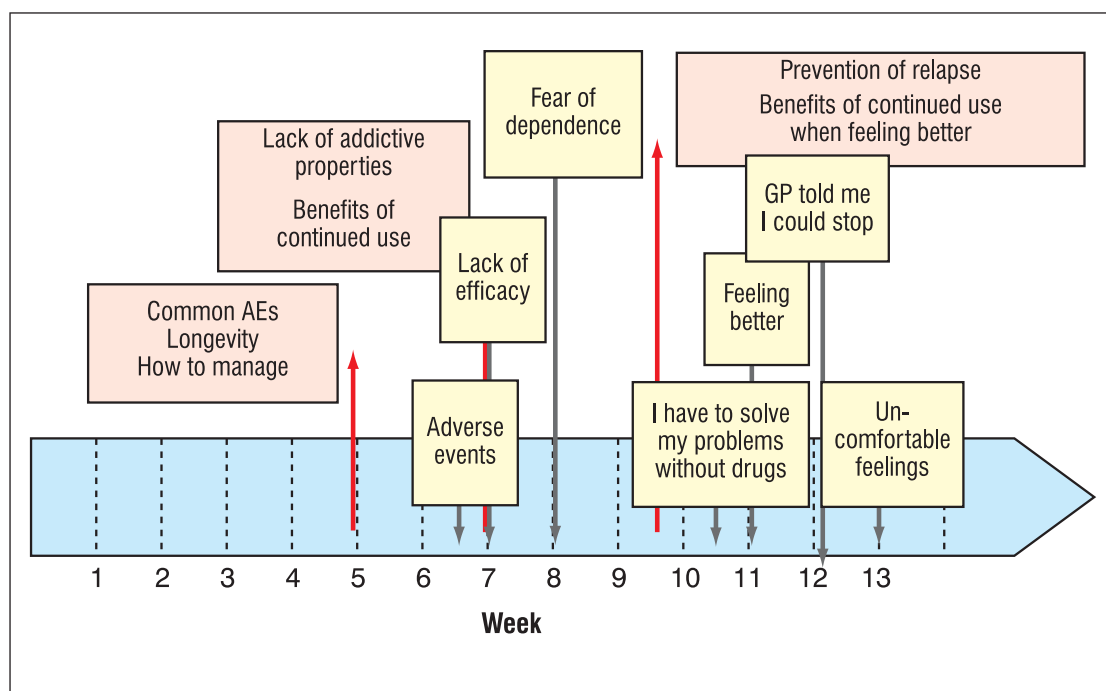 Prevention of relapse
Benefits of continued use
when feeling better
Fear of
dependence
Lack of addictive
properties
Benefits of
continued use
GP told me
I could stop
Lack of
efficacy
Feeling
better
Common AEs
Longevity
How to manage
Adverse
events
I have to solve
my problems
without drugs
Un-
comfortable
feelings
1 2 3 4 5 6 7 8 9 10 11 12 13
Week